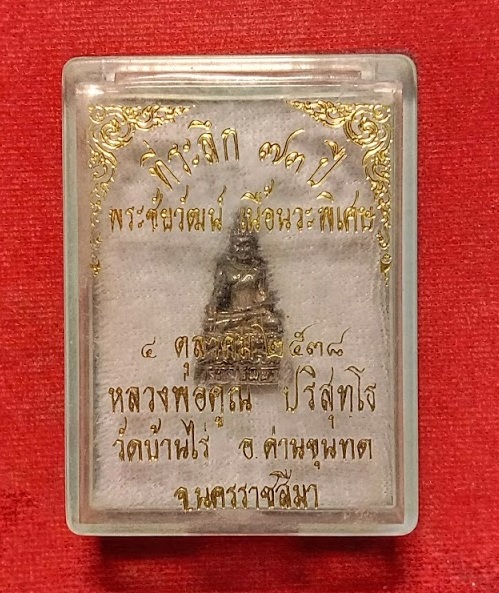 ที่ระลึก ๗๓ ปี
พระชัยวัฒน์ เนื้อนวะพิเศษ
๔ ตุลาคม ๒๕๓๘
หลวงพ่อคูณ ปริสุทฺโธ
วัดบ้านไร่ อ.ด่านขุนทด
จ.นครราชสีมา